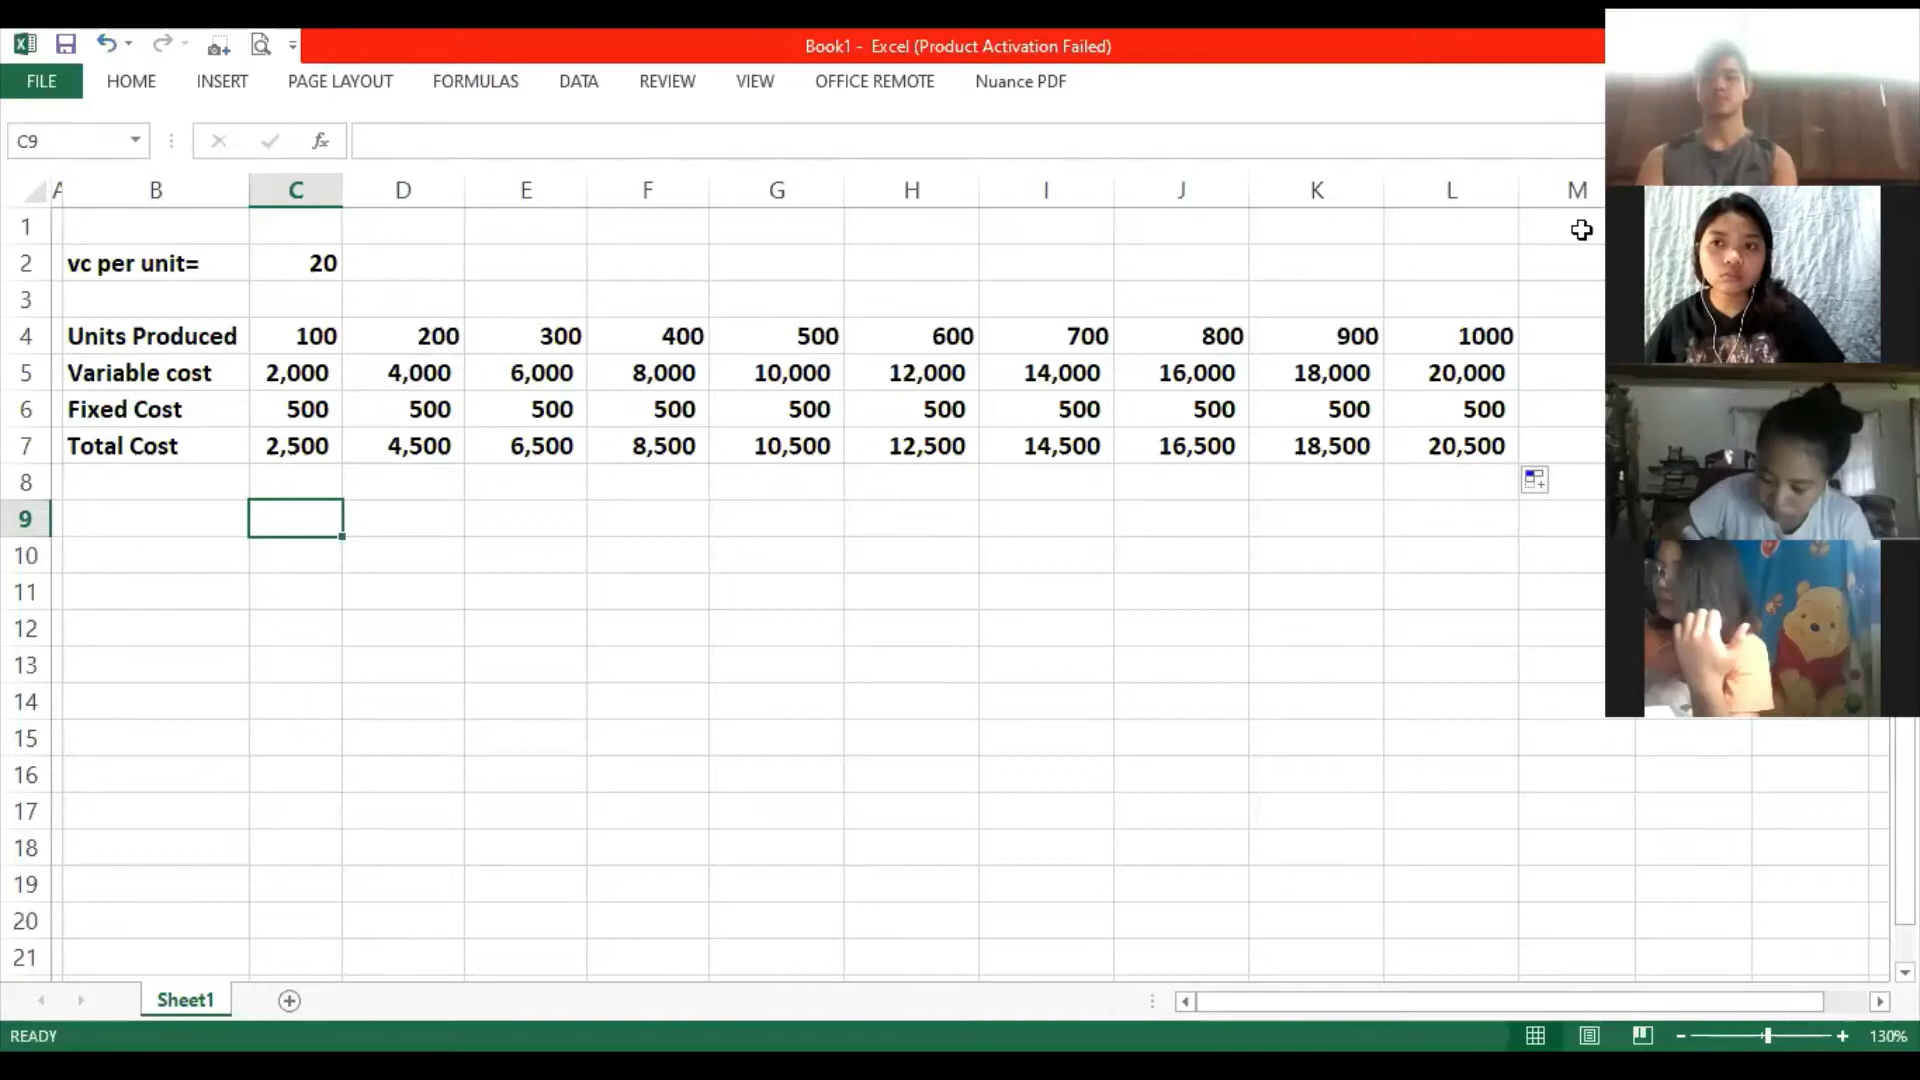 Book1 - Excel (Product Activation Failed)
FILE HOME INSERT PAGE LAYOUT FORMULAS DATA REVIEW VIEW OFFICE REMOTE Nuance PDF
C9 fx
A B C D E F G H I J K L M
1
2 vc per unit= 20
3
4 Units Produced 100 200 300 400 500 600 700 800 900 1000
5 Variable cost 2,000 4,000 6,000 8,000 10,000 12,000 14,000 16,000 18,000 20,000
6 Fixed Cost 500 500 500 500 500 500 500 500 500 500
7 Total Cost 2,500 4,500 6,500 8,500 10,500 12,500 14,500 16,500 18,500 20,500
8
9
10
11
12
13
14
15
16
17
18
19
20
21
Sheet1
READY 130%